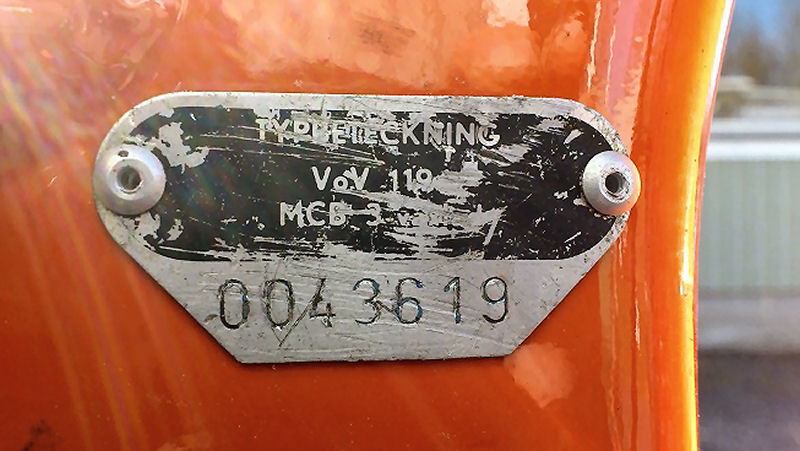 TYPBETECKNING
VoV 119
MCB 3
0043619